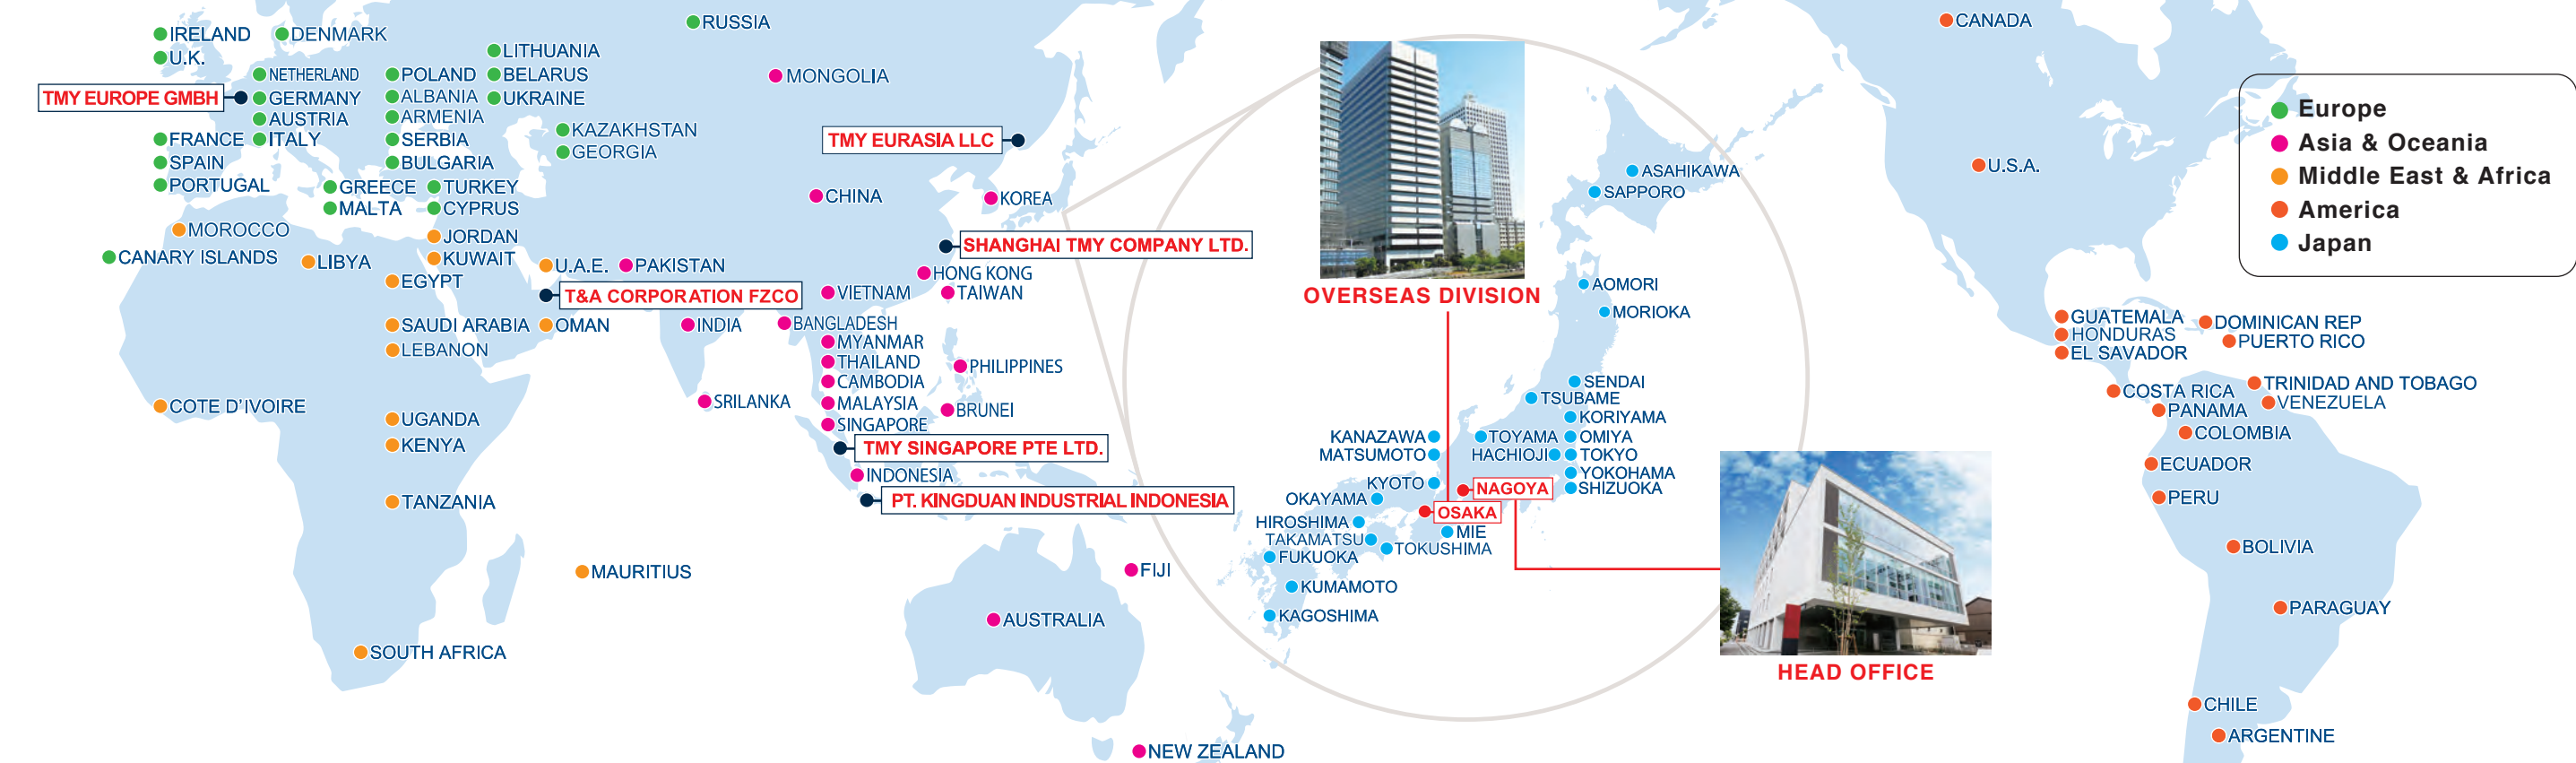 IRELAND
DENMARK
U.K.
LITHUANIA
RUSSIA
NETHERLAND
POLAND
BELARUS
MONGOLIA
TMY EUROPE GMBH
GERMANY
ALBANIA
UKRAINE
AUSTRIA
ARMENIA
KAZAKHSTAN
FRANCE
ITALY
SERBIA
GEORGIA
TMY EURASIA LLC
SPAIN
BULGARIA
PORTUGAL
GREECE
TURKEY
CHINA
KOREA
MALTA
CYPRUS
MOROCCO
JORDAN
SHANGHAI TMY COMPANY LTD.
CANARY ISLANDS
LIBYA
KUWAIT
U.A.E.
PAKISTAN
HONG KONG
EGYPT
T&A CORPORATION FZCO
VIETNAM
TAIWAN
SAUDI ARABIA
OMAN
INDIA
BANGLADESH
LEBANON
MYANMAR
THAILAND
PHILIPPINES
CAMBODIA
COTE D'IVOIRE
SRILANKA
MALAYSIA
BRUNEI
UGANDA
SINGAPORE
KENYA
TMY SINGAPORE PTE LTD.
INDONESIA
TANZANIA
PT. KINGDUAN INDUSTRIAL INDONESIA
MAURITIUS
FIJI
SOUTH AFRICA
AUSTRALIA
NEW ZEALAND
OVERSEAS DIVISION
ASAHIKAWA
SAPPORO
AOMORI
MORIOKA
SENDAI
TSUBAME
KORIYAMA
KANAZAWA
TOYAMA
OMIYA
MATSUMOTO
HACHIOJI
TOKYO
YOKOHAMA
KYOTO
NAGOYA
SHIZUOKA
OKAYAMA
OSAKA
HIROSHIMA
MIE
TAKAMATSU
TOKUSHIMA
FUKUOKA
KUMAMOTO
KAGOSHIMA
HEAD OFFICE
CANADA
U.S.A.
Europe
Asia & Oceania
Middle East & Africa
America
Japan
GUATEMALA
DOMINICAN REP
HONDURAS
PUERTO RICO
EL SAVADOR
TRINIDAD AND TOBAGO
COSTA RICA
VENEZUELA
PANAMA
COLOMBIA
ECUADOR
PERU
BOLIVIA
PARAGUAY
CHILE
ARGENTINE